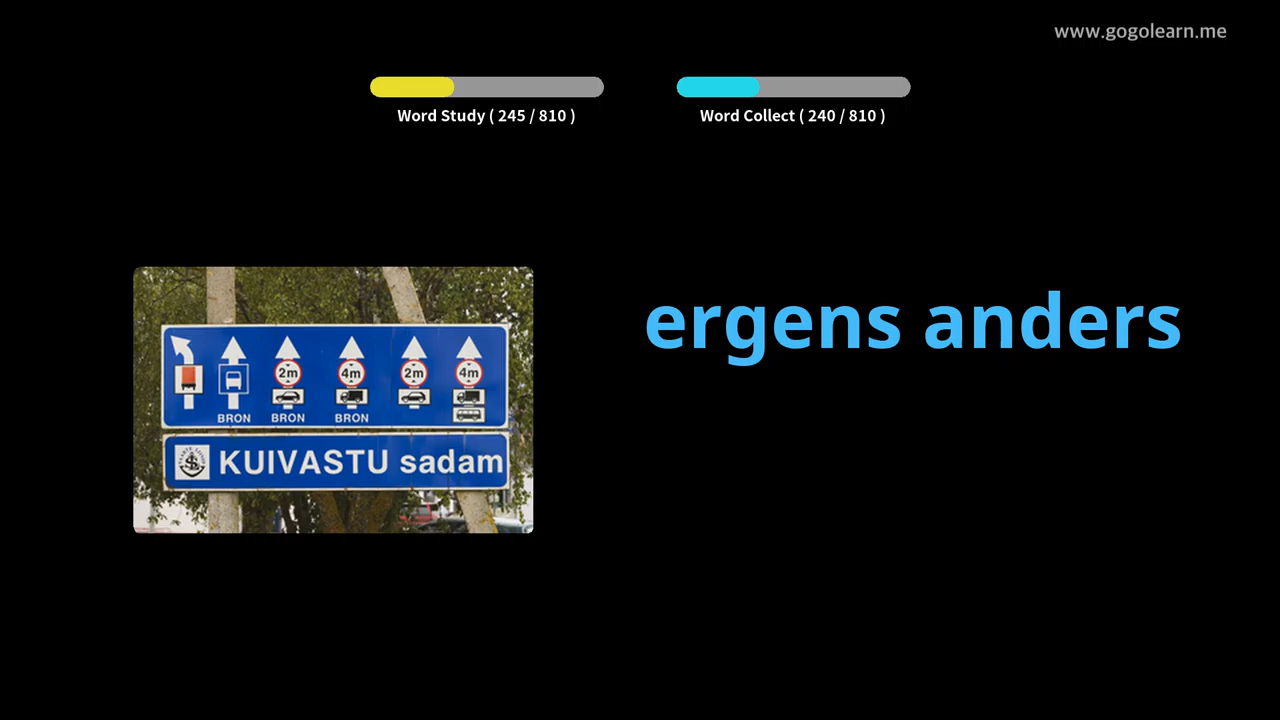 www.gogolearn.me
Word Study ( 245 / 810 )
Word Collect ( 240 / 810 )
ergens anders
2m 4m 2m 4m
BRON BRON BRON
KUIVASTU sadam